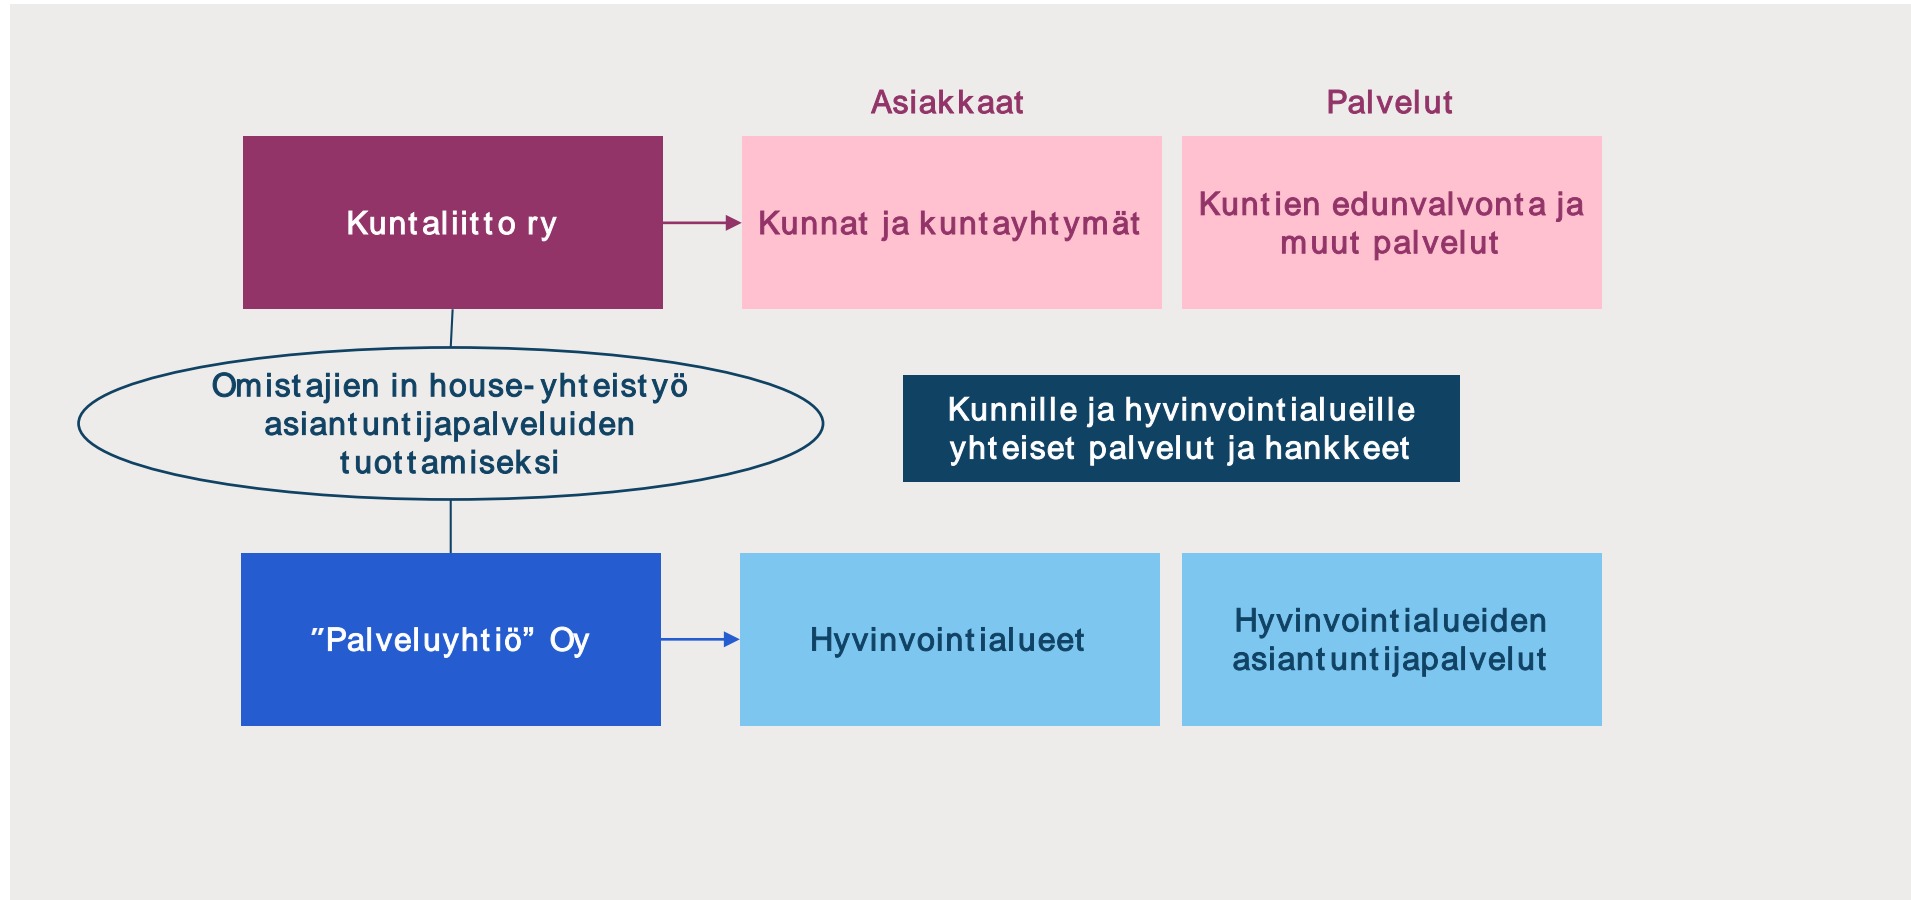 Asiakkaat
Palvelut
Kuntaliitto ry
Kunnat ja kuntayhtymät
Kuntien edunvalvonta ja
muut palvelut
Omistajien in house-yhteistyö
asiantuntijapalveluiden
tuottamiseksi
Kunnille ja hyvinvointialueille
yhteiset palvelut ja hankkeet
”Palveluyhtiö” Oy
Hyvinvointialueet
Hyvinvointialueiden
asiantuntijapalvelut